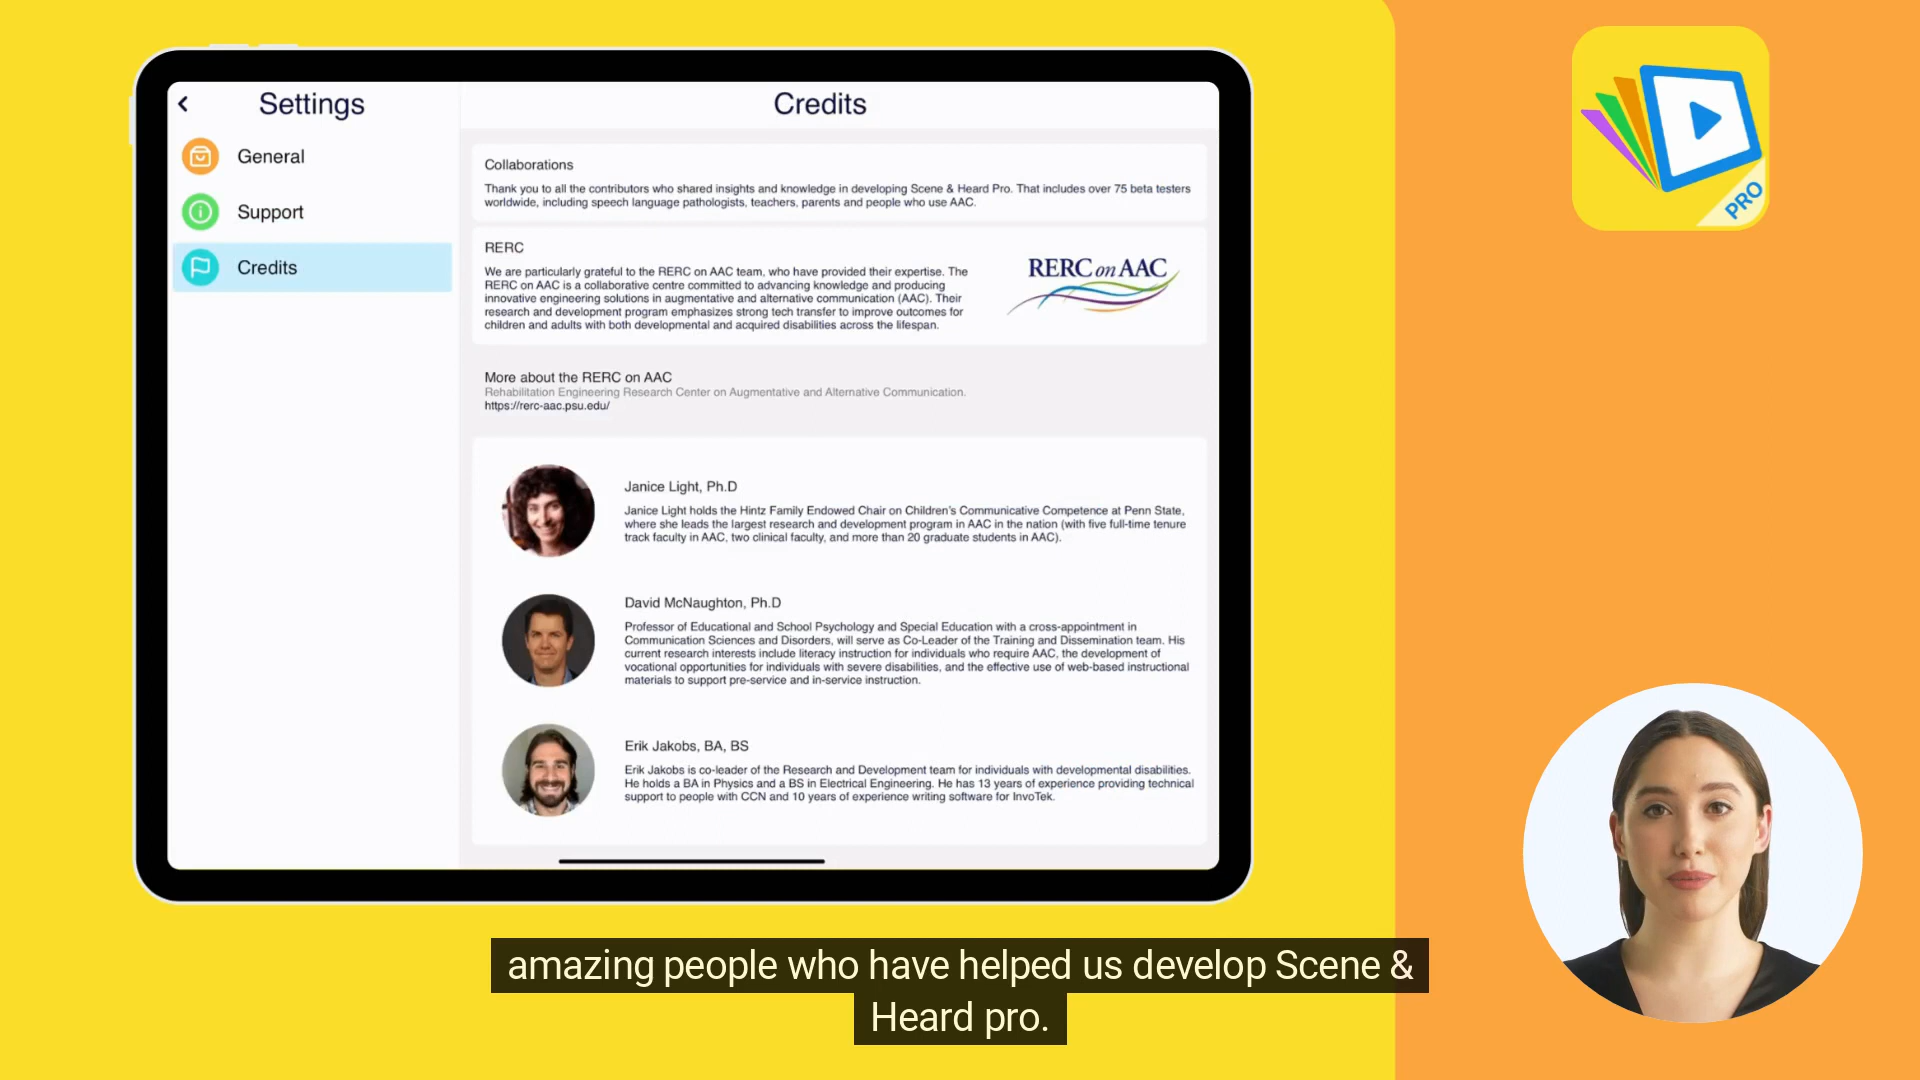 Settings
General
Support
Credits
Credits
Collaborations
Thank you to all the contributors who shared insights and knowledge in developing Scene & Heard Pro. That includes over 75 beta testers
worldwide, including speech language pathologists, teachers, parents and people who use AAC.
RERC
We are particularly grateful to the RERC on AAC team, who have provided their expertise. The
RERC on AAC is a collaborative centre committed to advancing knowledge and producing
innovative engineering solutions in augmentative and alternative communication (AAC). Their
research and development program emphasizes strong tech transfer to improve outcomes for
children and adults with both developmental and acquired disabilities across the lifespan.
RERC on AAC
More about the RERC on AAC
Rehabilitation Engineering Research Center on Augmentative and Alternative Communication.
https://rerc-aac.psu.edu/
Janice Light, Ph.D
Janice Light holds the Hintz Family Endowed Chair on Children's Communicative Competence at Penn State,
where she leads the largest research and development program in AAC in the nation (with five full-time tenure
track faculty in AAC, two clinical faculty, and more than 20 graduate students in AAC).
David McNaughton, Ph.D
Professor of Educational and School Psychology and Special Education with a cross-appointment in
Communication Sciences and Disorders, will serve as Co-Leader of the Training and Dissemination team. His
current research interests include literacy instruction for individuals who require AAC, the development of
vocational opportunities for individuals with severe disabilities, and the effective use of web-based instructional
materials to support pre-service and in-service instruction.
Erik Jakobs, BA, BS
Erik Jakobs is co-leader of the Research and Development team for individuals with developmental disabilities.
He holds a BA in Physics and a BS in Electrical Engineering. He has 13 years of experience providing technical
support to people with CCN and 10 years of experience writing software for InvoTek.
PRO
amazing people who have helped us develop Scene &
Heard pro.